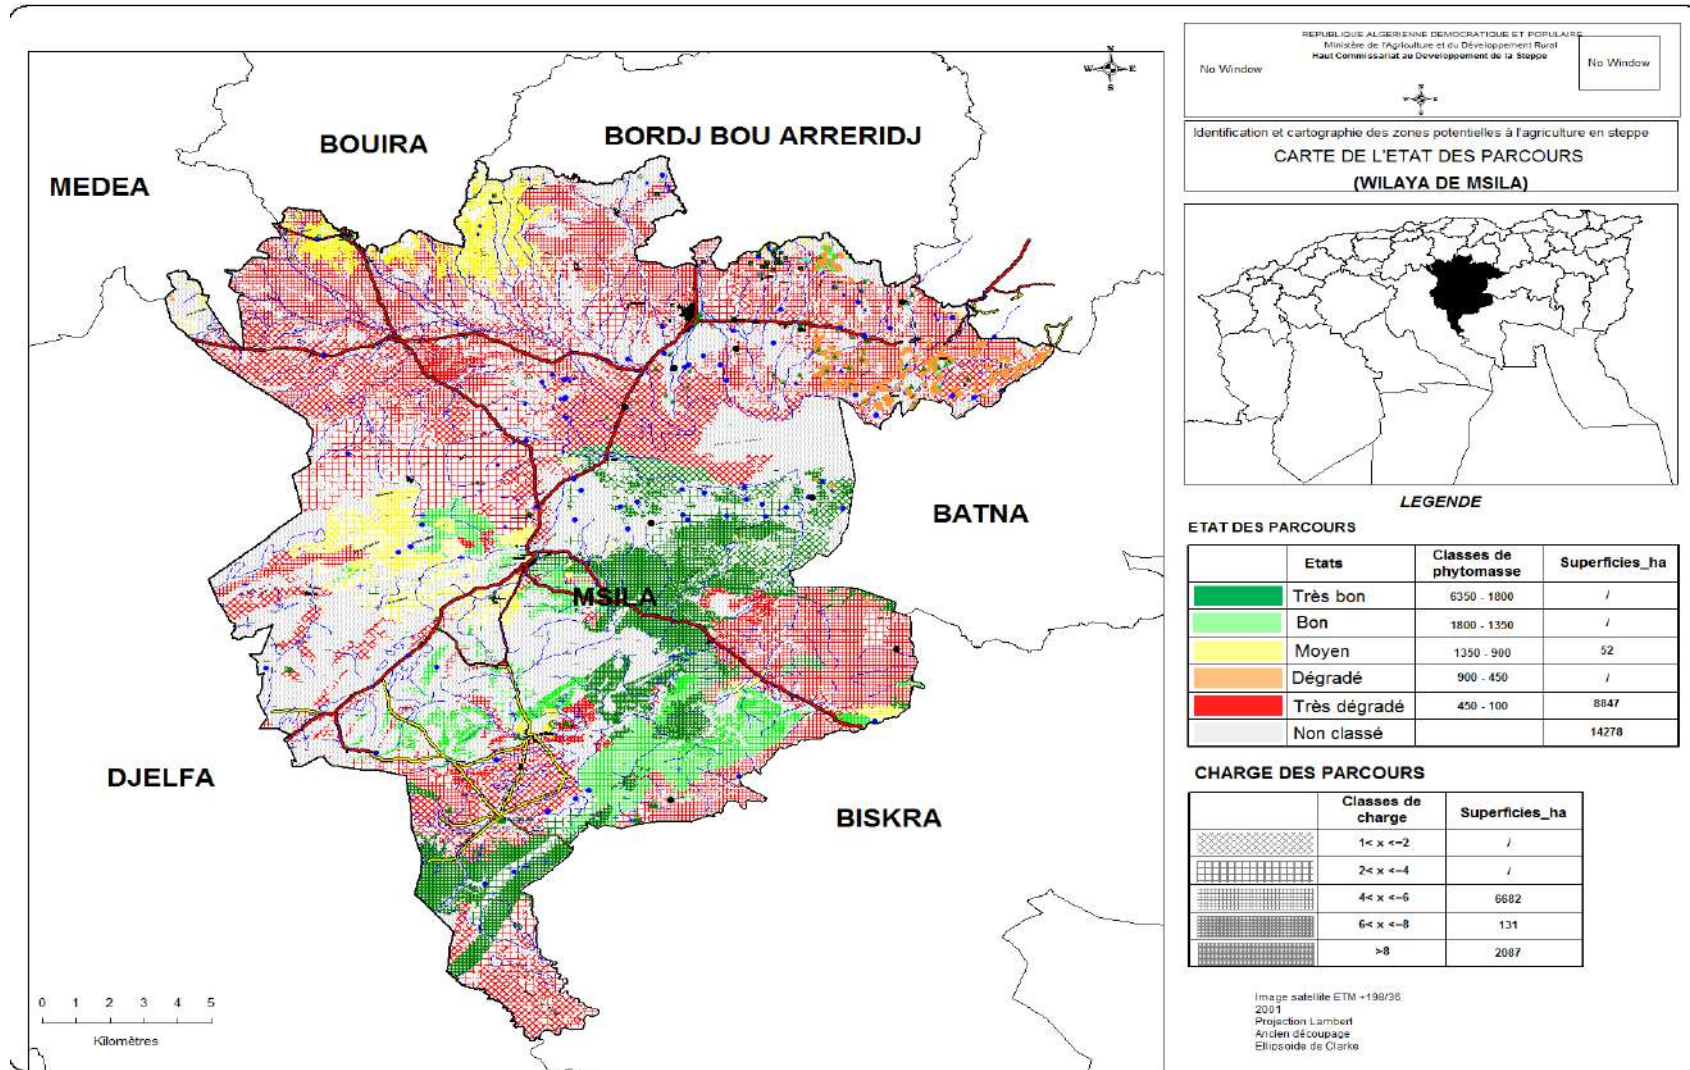 BOUIRA
BORDJ BOU ARRERIDJ
MEDEA
N
W E
S
BATNA
MSILA
DJELFA
BISKRA
0 1 2 3 4 5
Kilomètres
REPUBLIQUE ALGERIENNE DEMOCRATIQUE ET POPULAIRE
Ministère de l'Agriculture et du Développement Rural
Haut Commissariat au Developpement de la Steppe
No Window
No Window
Identification et cartographie des zones potentielles à l'agriculture en steppe
CARTE DE L'ETAT DES PARCOURS
(WILAYA DE MSILA)
LEGENDE
ETAT DES PARCOURS
Etats Classes de phytomasse Superficies_ha
Très bon 6350 - 1800 /
Bon 1800 - 1350 /
Moyen 1350 - 900 52
Dégradé 900 - 450 /
Très dégradé 450 - 100 8847
Non classé 14278
CHARGE DES PARCOURS
Classes de charge Superficies_ha
1< x <=2 /
2< x <=4 /
4< x <=6 6682
6< x <=8 131
>8 2087
Image satellite ETM +198/36
2001
Projection Lambert
Ancien découpage
Ellipsoide de Clarke